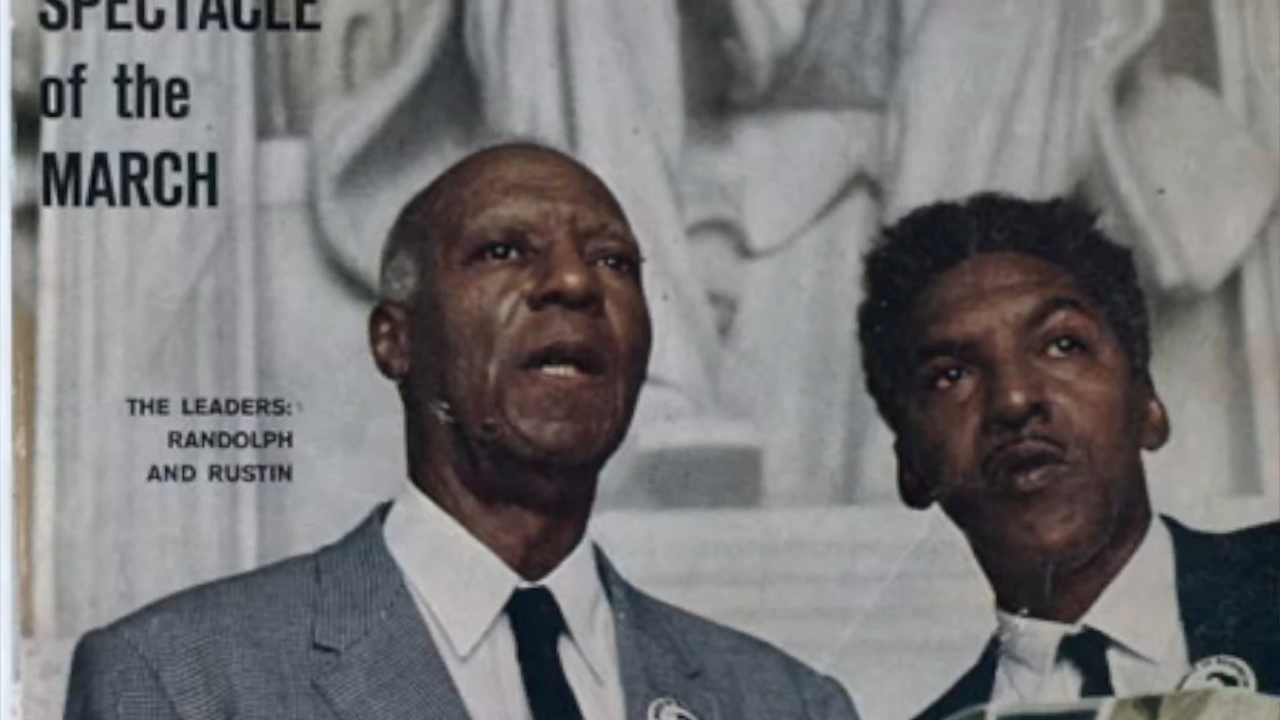 SPECTACLE
of the
MARCH
THE LEADERS:
RANDOLPH
AND RUSTIN